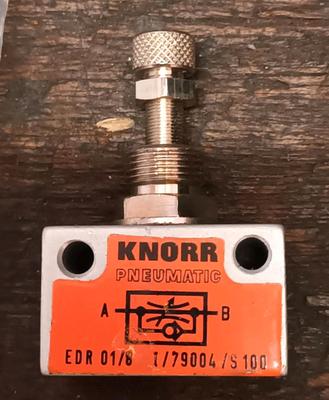 KNORR
PNEUMATIC
A B
EDR 01/8 I/79004/S100